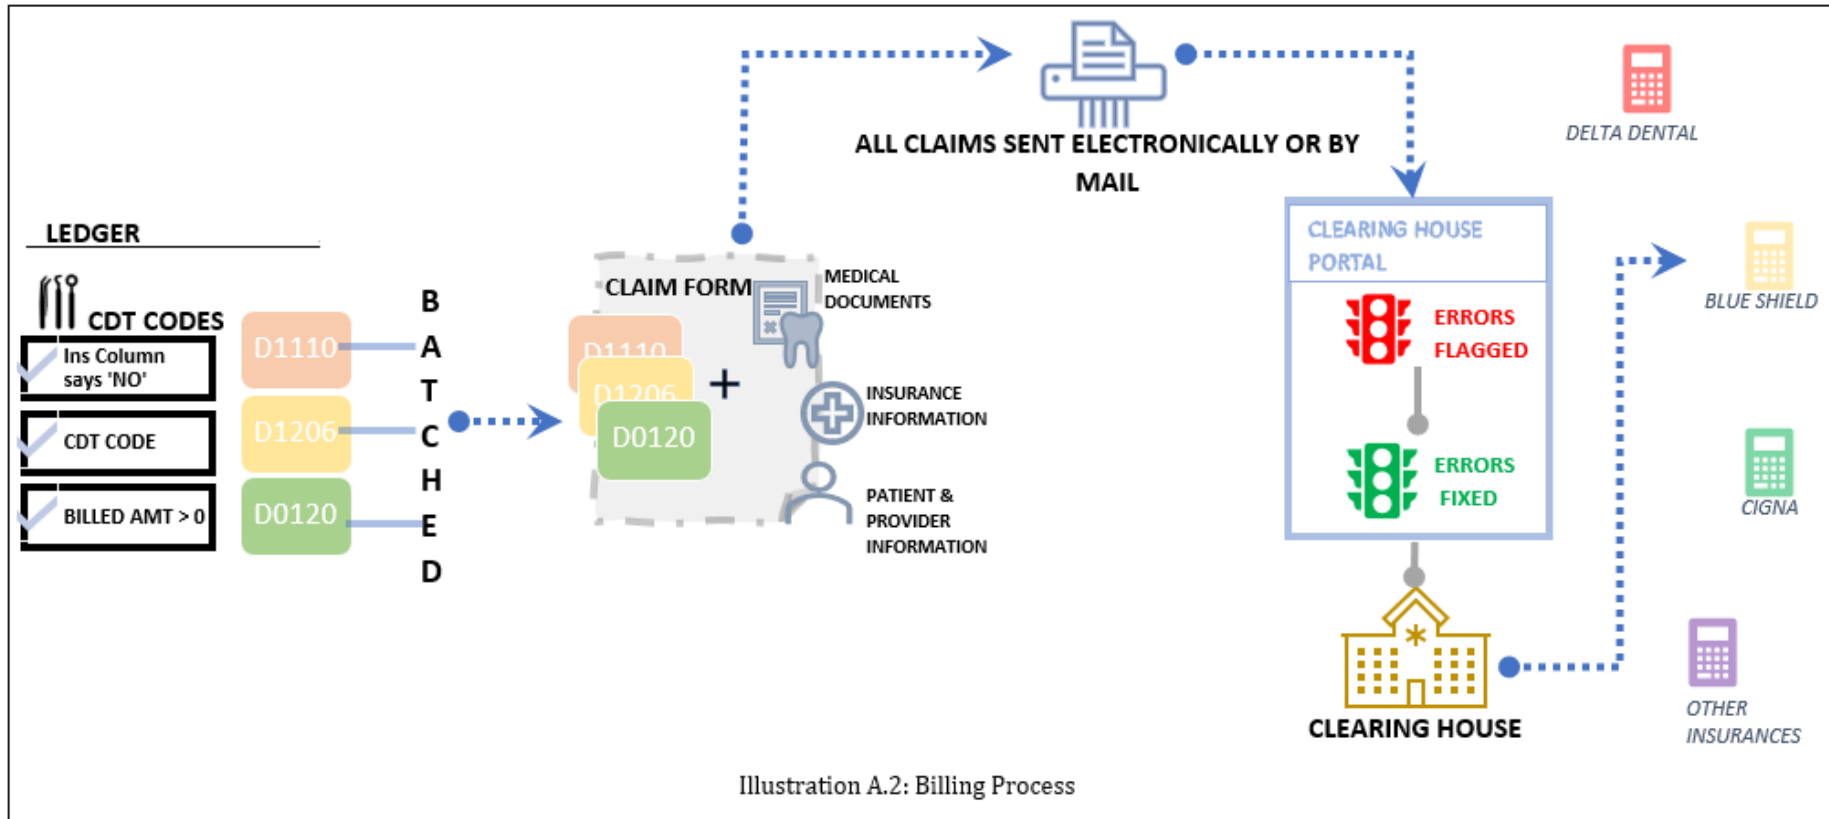 LEDGER
CDT CODES
Ins Column
says 'NO'
CDT CODE
BILLED AMT > 0
D1110
D1206
D0120
B
A
T
C
H
E
D
CLAIM FORM
D1110
D1206
D0120
+
MEDICAL
DOCUMENTS
INSURANCE
INFORMATION
PATIENT &
PROVIDER
INFORMATION
ALL CLAIMS SENT ELECTRONICALLY OR BY
MAIL
CLEARING HOUSE
PORTAL
ERRORS
FLAGGED
ERRORS
FIXED
CLEARING HOUSE
DELTA DENTAL
BLUE SHIELD
CIGNA
OTHER
INSURANCES
Illustration A.2: Billing Process